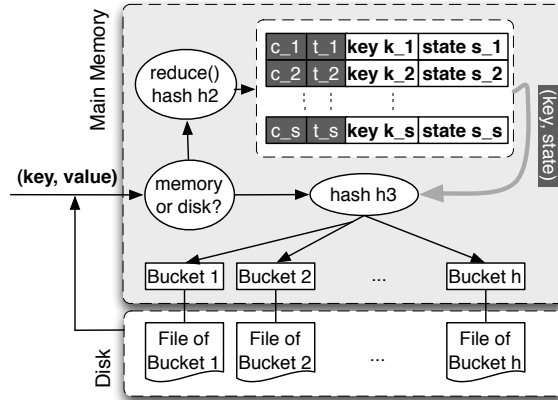 Main Memory
reduce()
hash h2
c_1 t_1 key k_1 state s_1
c_2 t_2 key k_2 state s_2
c_s t_s key k_s state s_s
(key, state)
(key, value)
memory
or disk?
hash h3
Bucket 1 Bucket 2 ... Bucket h
Disk
File of
Bucket 1
File of
Bucket 2
...
File of
Bucket h